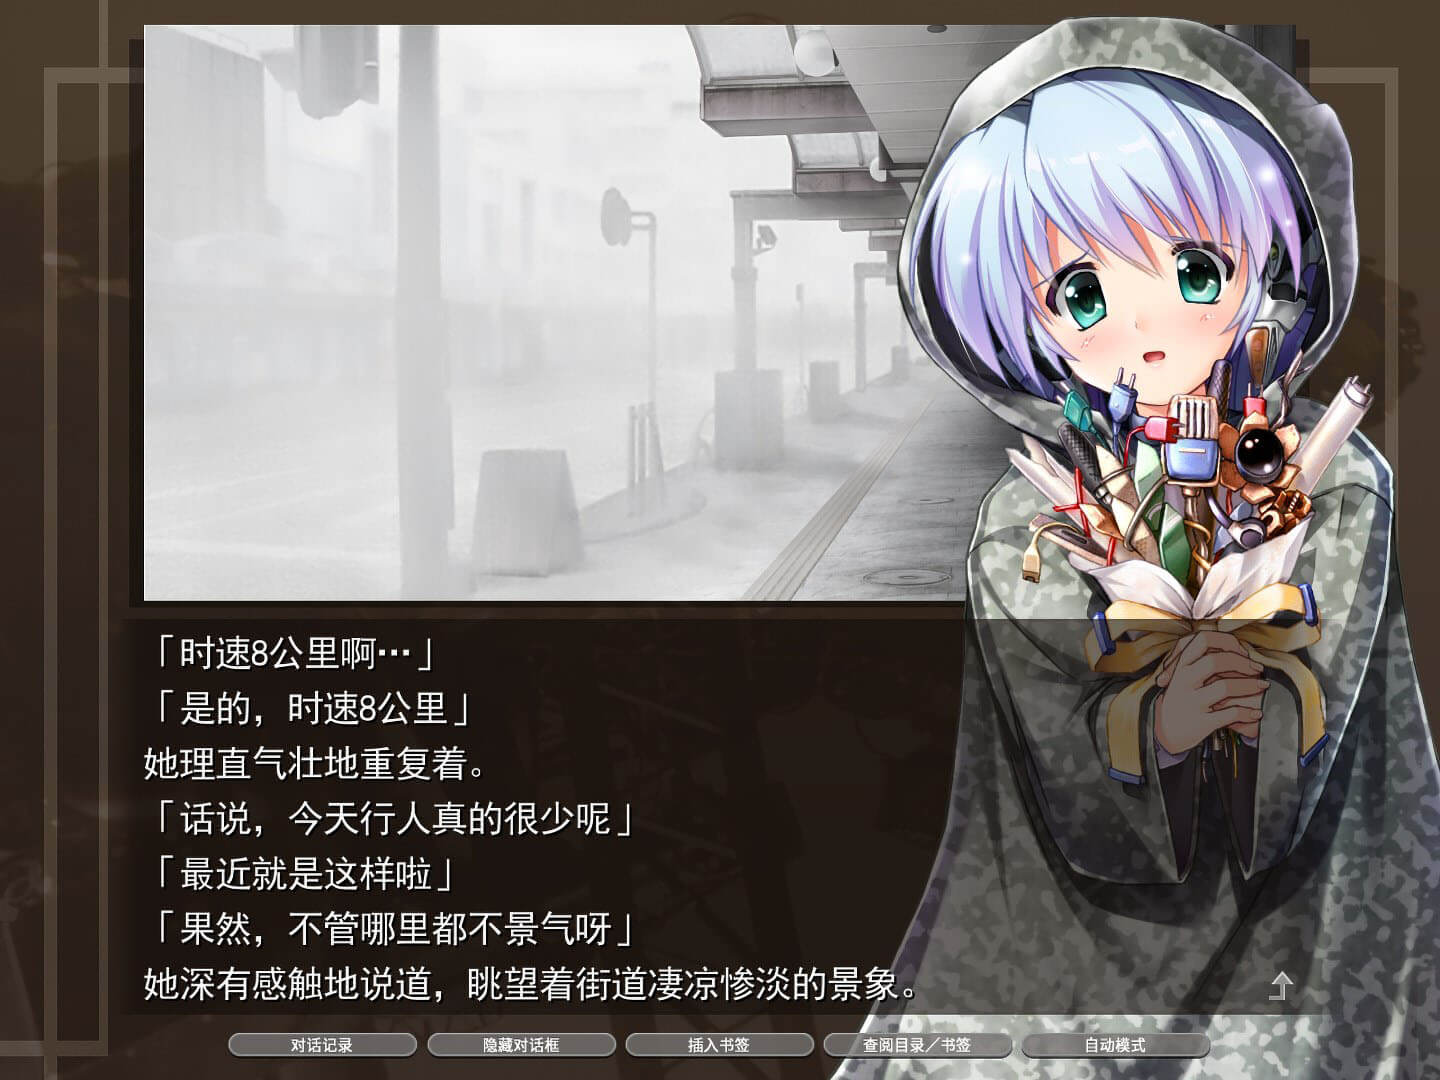 「时速8公里啊…」
「是的，时速8公里」
她理直气壮地重复着。
「话说，今天行人真的很少呢」
「最近就是这样啦」
「果然，不管哪里都不景气呀」
她深有感触地说道，眺望着街道凄凉惨淡的景象。
对话记录
隐藏对话框
插入书签
查阅目录／书签
自动模式